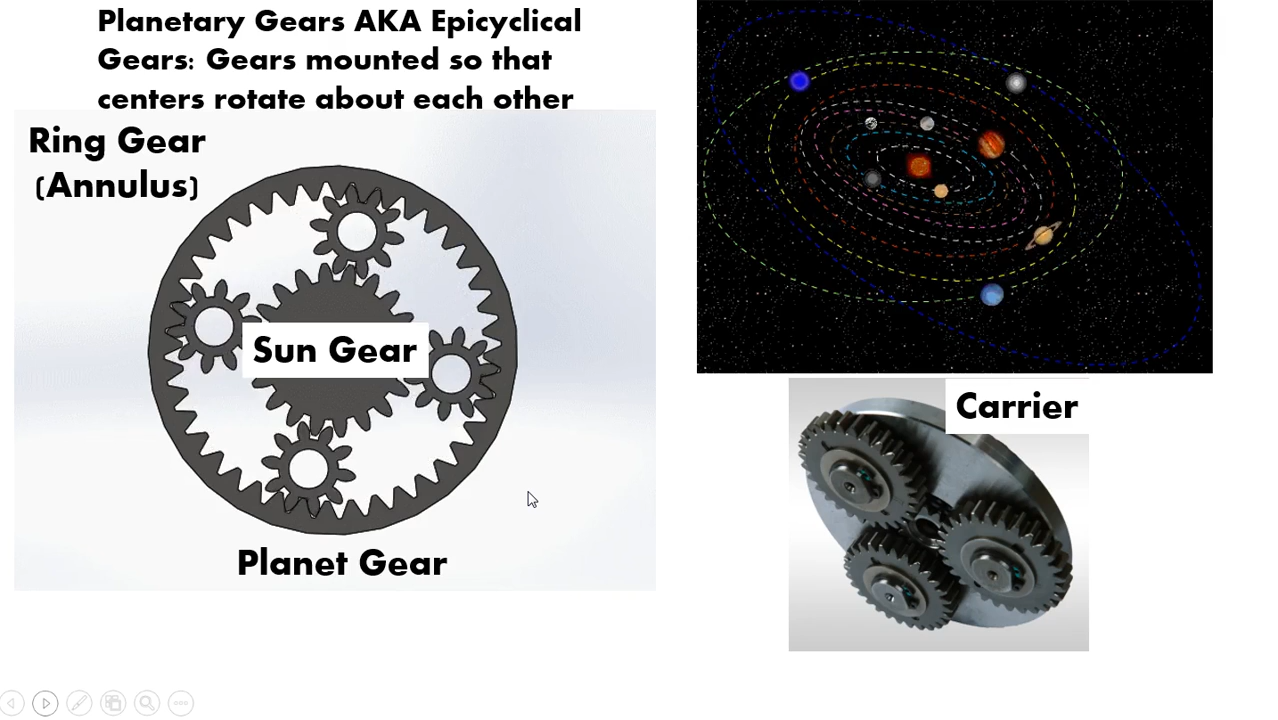 Planetary Gears AKA Epicyclical
Gears: Gears mounted so that
centers rotate about each other
Ring Gear
(Annulus)
Sun Gear
Planet Gear
Carrier